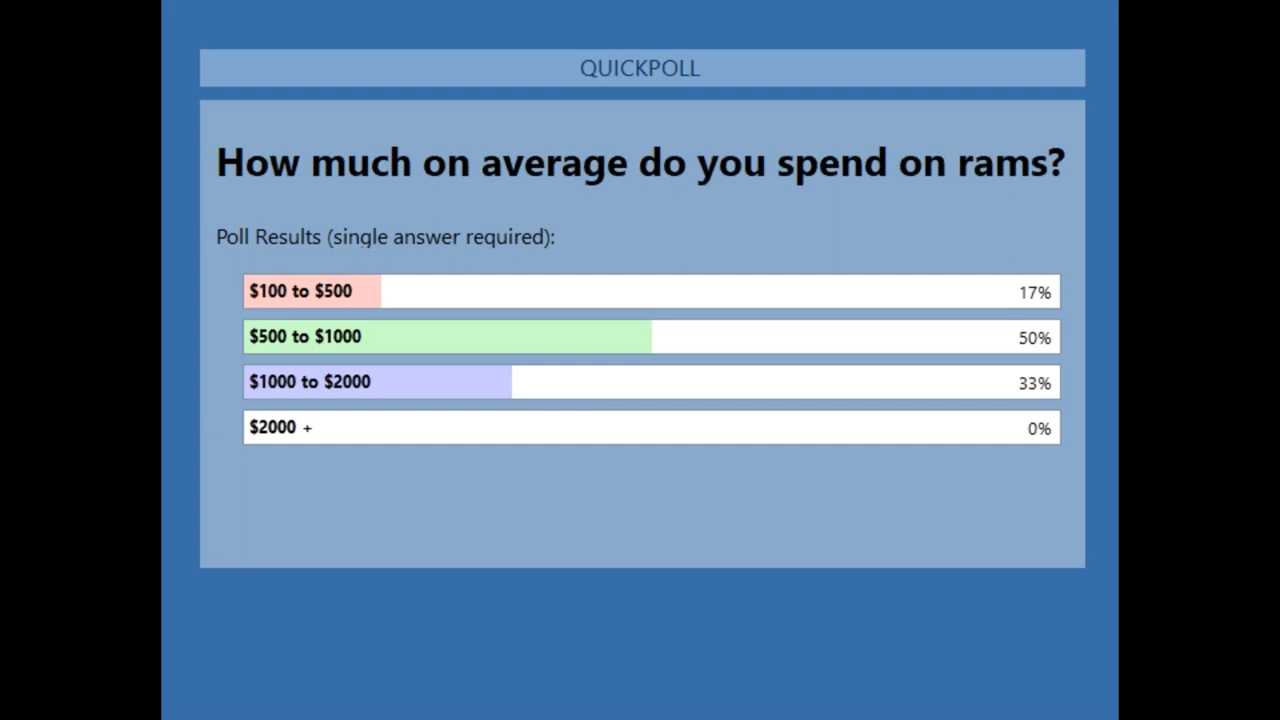 QUICKPOLL
How much on average do you spend on rams?
Poll Results (single answer required):
$100 to $500 17%
$500 to $1000 50%
$1000 to $2000 33%
$2000 + 0%